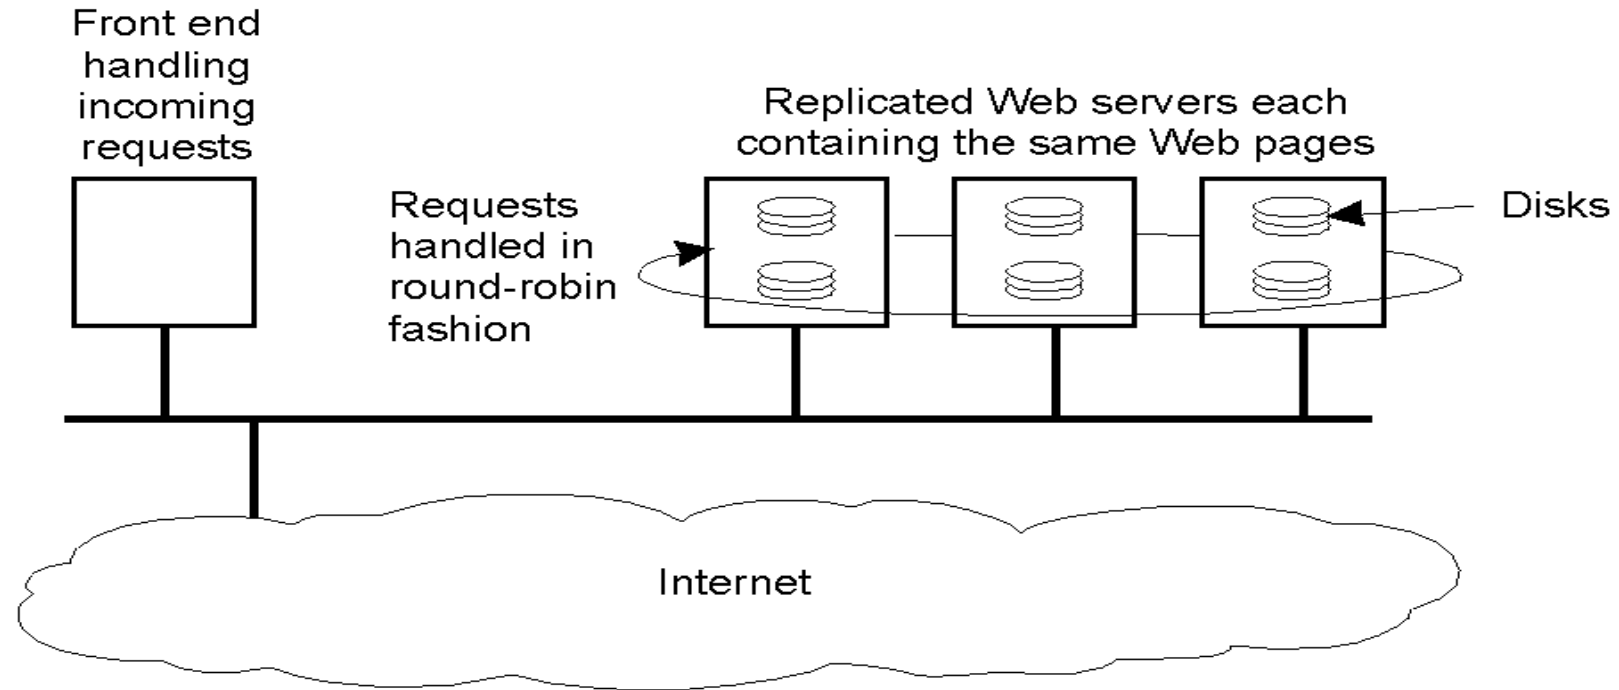 Front end
handling
incoming
requests
Replicated Web servers each
containing the same Web pages
Requests
handled in
round-robin
fashion
Disks
Internet